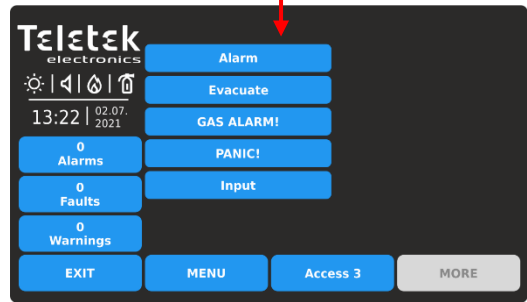 Teletek
electronics
13:22
02.07.
2021
0
Alarms
0
Faults
0
Warnings
Alarm
Evacuate
GAS ALARM!
PANIC!
Input
EXIT
MENU
Access 3
MORE